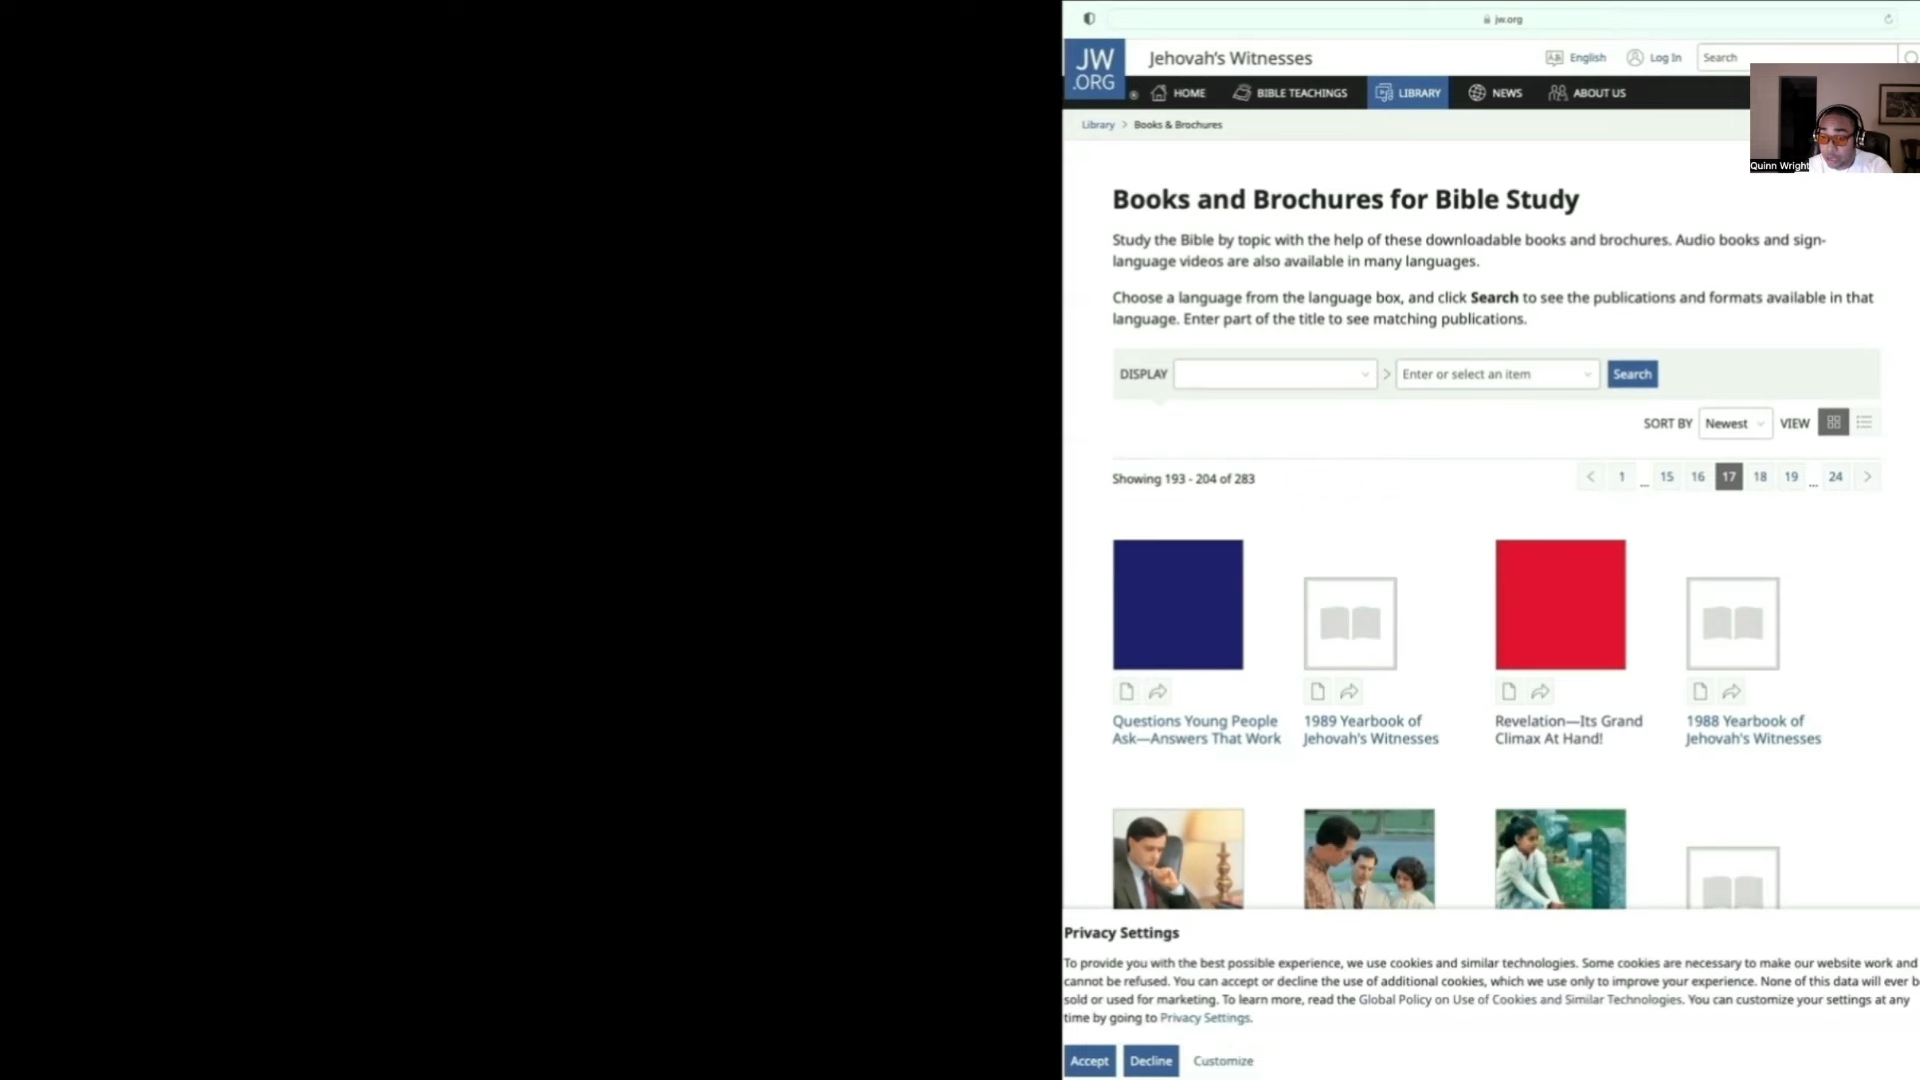 jw.org
JW
.ORG
Jehovah's Witnesses
English
Log In
Search
HOME
BIBLE TEACHINGS
LIBRARY
NEWS
ABOUT US
Quinn Wright
Library > Books & Brochures
Books and Brochures for Bible Study
Study the Bible by topic with the help of these downloadable books and brochures. Audio books and sign-
language videos are also available in many languages.
Choose a language from the language box, and click Search to see the publications and formats available in that
language. Enter part of the title to see matching publications.
DISPLAY
> Enter or select an item
Search
SORT BY Newest VIEW
Showing 193 - 204 of 283
< 1 ... 15 16 17 18 19 ... 24 >
Questions Young People
Ask—Answers That Work
1989 Yearbook of
Jehovah's Witnesses
Revelation—Its Grand
Climax At Hand!
1988 Yearbook of
Jehovah's Witnesses
Privacy Settings
To provide you with the best possible experience, we use cookies and similar technologies. Some cookies are necessary to make our website work and
cannot be refused. You can accept or decline the use of additional cookies, which we use only to improve your experience. None of this data will ever b
sold or used for marketing. To learn more, read the Global Policy on Use of Cookies and Similar Technologies. You can customize your settings at any
time by going to Privacy Settings.
Accept
Decline
Customize